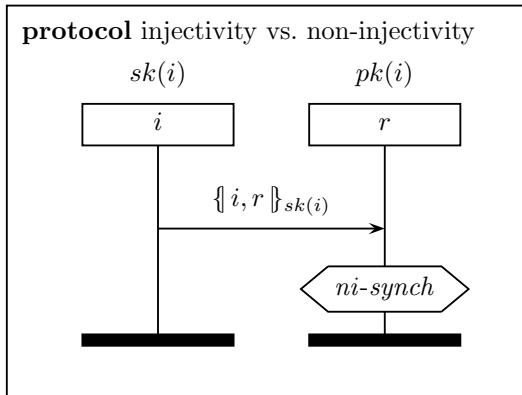 protocol injectivity vs. non-injectivity
sk(i) pk(i)
i r
{| i, r |}sk(i)
ni-synch